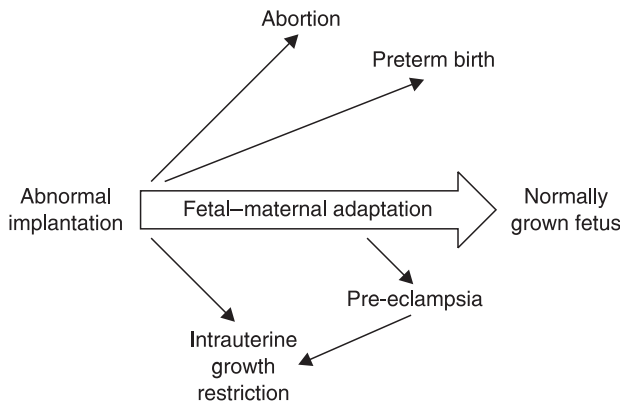 Abortion
Preterm birth
Abnormal
implantation
Fetal–maternal adaptation
Normally
grown fetus
Pre-eclampsia
Intrauterine
growth
restriction